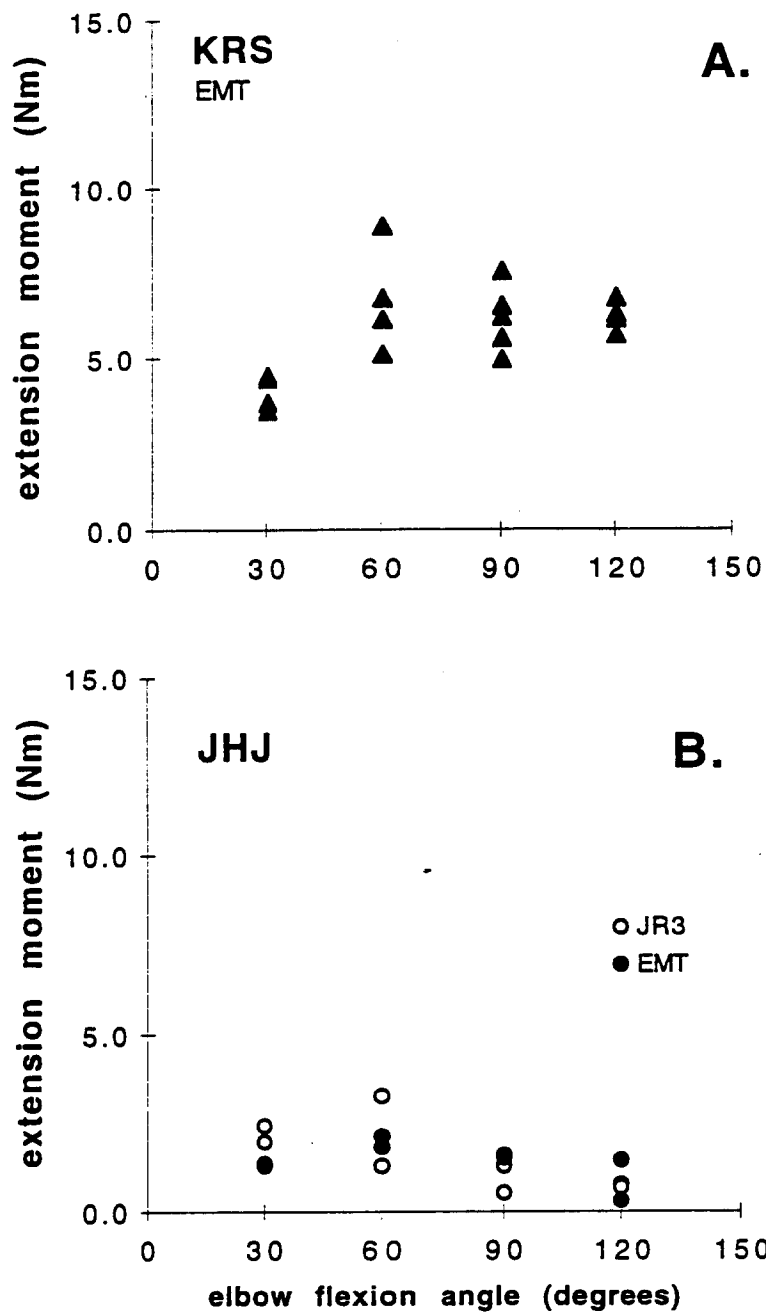 KRS
A.
EMT
extension moment (Nm)
15.0
10.0
5.0
0.0
0 30 60 90 120 150
JHJ
B.
extension moment (Nm)
15.0
10.0
5.0
0.0
JR3
EMT
0 30 60 90 120 150
elbow flexion angle (degrees)